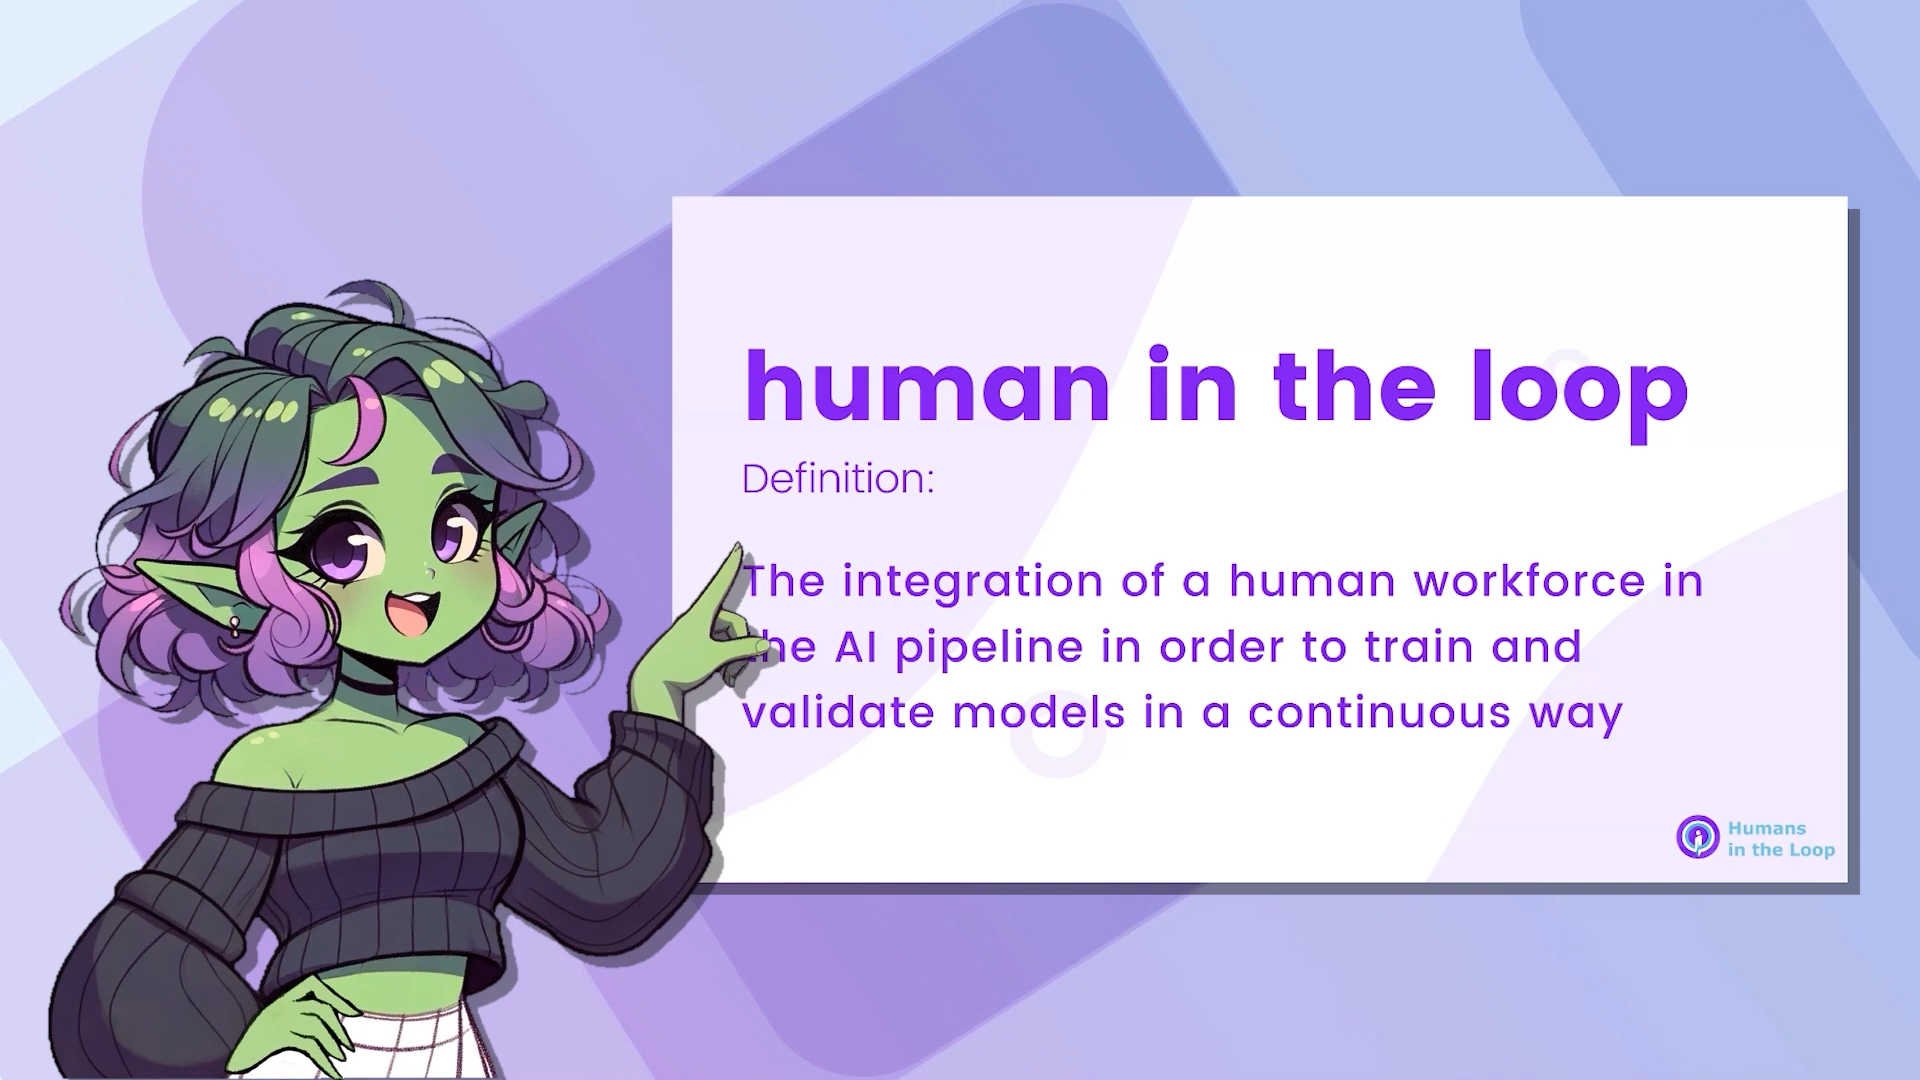 human in the loop
Definition:
The integration of a human workforce in
the AI pipeline in order to train and
validate models in a continuous way
Humans
in the Loop